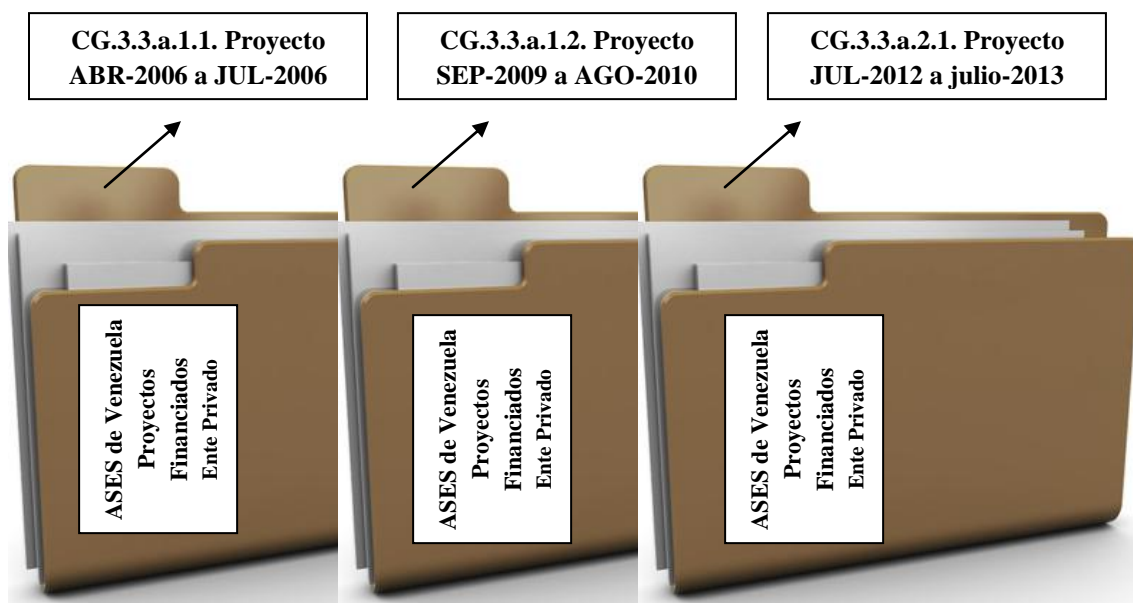 CG.3.3.a.1.1. Proyecto
ABR-2006 a JUL-2006
CG.3.3.a.1.2. Proyecto
SEP-2009 a AGO-2010
CG.3.3.a.2.1. Proyecto
JUL-2012 a julio-2013
ASES de Venezuela
Proyectos
Financiados
Ente Privado
ASES de Venezuela
Proyectos
Financiados
Ente Privado
ASES de Venezuela
Proyectos
Financiados
Ente Privado